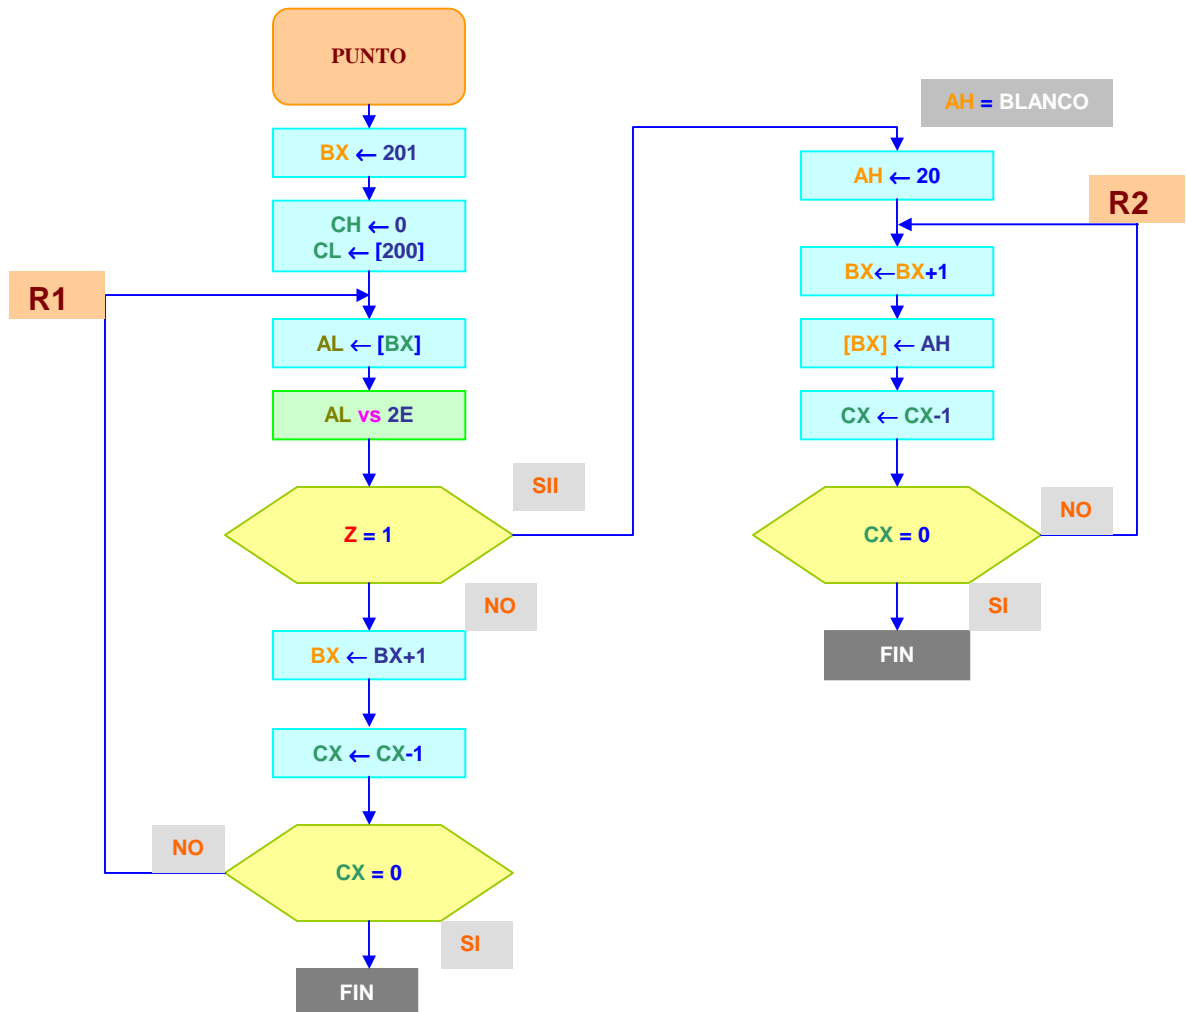 PUNTO
BX ← 201
CH ← 0
CL ← [200]
R1
AL ← [BX]
AL vs 2E
SII
Z = 1
NO
BX ← BX+1
CX ← CX-1
NO
CX = 0
SI
FIN
AH = BLANCO
AH ← 20
R2
BX←BX+1
[BX] ← AH
CX ← CX-1
NO
CX = 0
SI
FIN